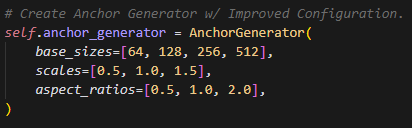 # Create Anchor Generator w/ Improved Configuration.
self.anchor_generator = AnchorGenerator(
    base_sizes=[64, 128, 256, 512],
    scales=[0.5, 1.0, 1.5],
    aspect_ratios=[0.5, 1.0, 2.0],
)